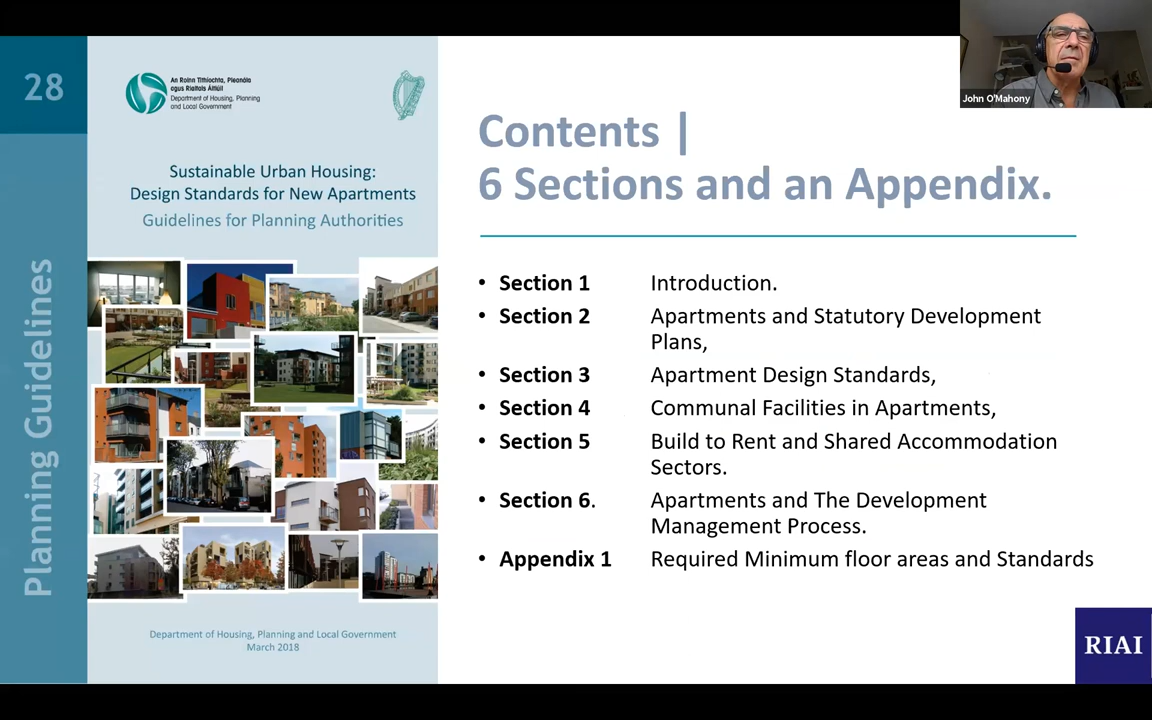 28
An Roinn Tithíochta, Pleanála
agus Rialtais Áitiúil
Department of Housing, Planning
and Local Government
Sustainable Urban Housing:
Design Standards for New Apartments
Guidelines for Planning Authorities
Planning Guidelines
Department of Housing, Planning and Local Government
March 2018
John O'Mahony
Contents |
6 Sections and an Appendix.
• Section 1 Introduction.
• Section 2 Apartments and Statutory Development
Plans,
• Section 3 Apartment Design Standards,
• Section 4 Communal Facilities in Apartments,
• Section 5 Build to Rent and Shared Accommodation
Sectors.
• Section 6. Apartments and The Development
Management Process.
• Appendix 1 Required Minimum floor areas and Standards
RIAI